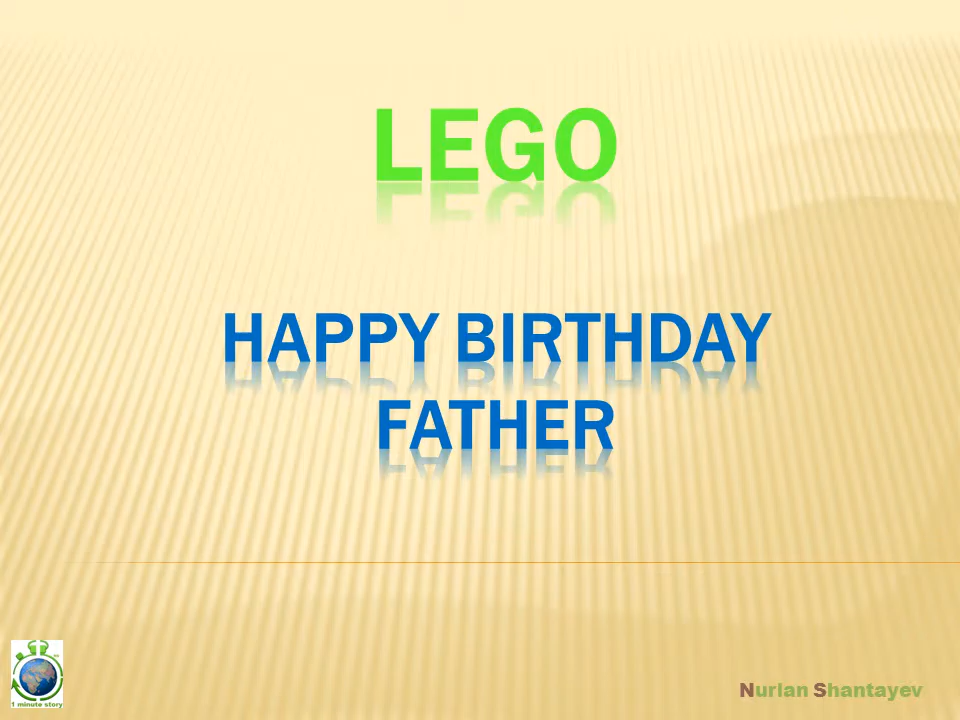 LEGO
HAPPY BIRTHDAY
FATHER
1 minute story
Nurlan Shantayev